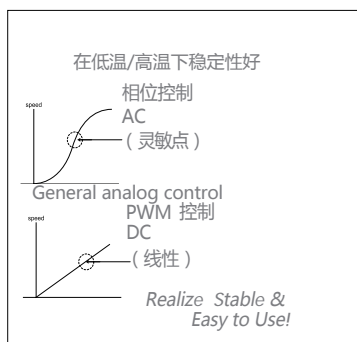 在低温/高温下稳定性好
speed
相位控制
AC
(灵敏点)
General analog control
speed
PWM 控制
DC
(线性)
Realize Stable &
Easy to Use!